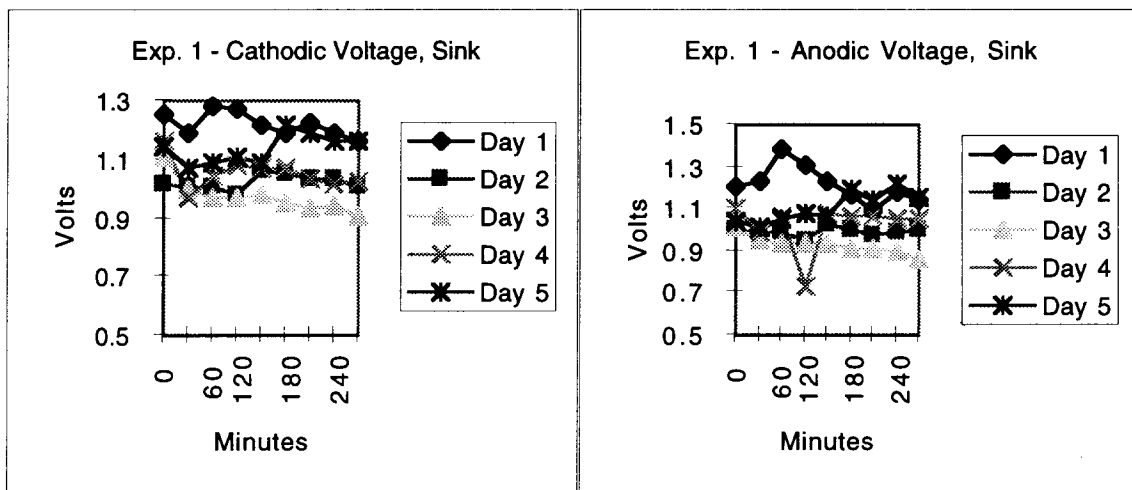 Exp. 1 - Cathodic Voltage, Sink
1.3
1.1
0.9
0.7
0.5
Volts
0
60
120
180
240
Minutes
Day 1
Day 2
Day 3
Day 4
Day 5
Exp. 1 - Anodic Voltage, Sink
1.5
1.3
1.1
0.9
0.7
0.5
Volts
0
60
120
180
240
Minutes
Day 1
Day 2
Day 3
Day 4
Day 5